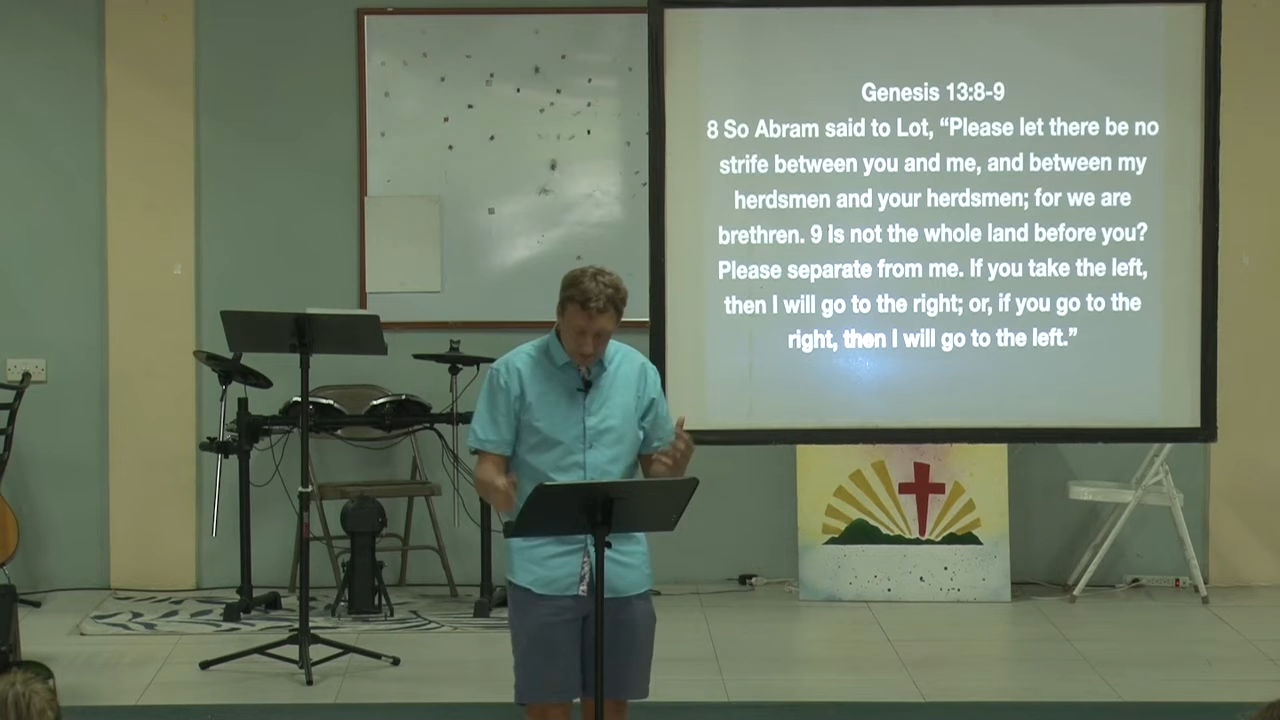 Genesis 13:8-9
8 So Abram said to Lot, “Please let there be no
strife between you and me, and between my
herdsmen and your herdsmen; for we are
brethren. 9 is not the whole land before you?
Please separate from me. If you take the left,
then I will go to the right; or, if you go to the
right, then I will go to the left.”